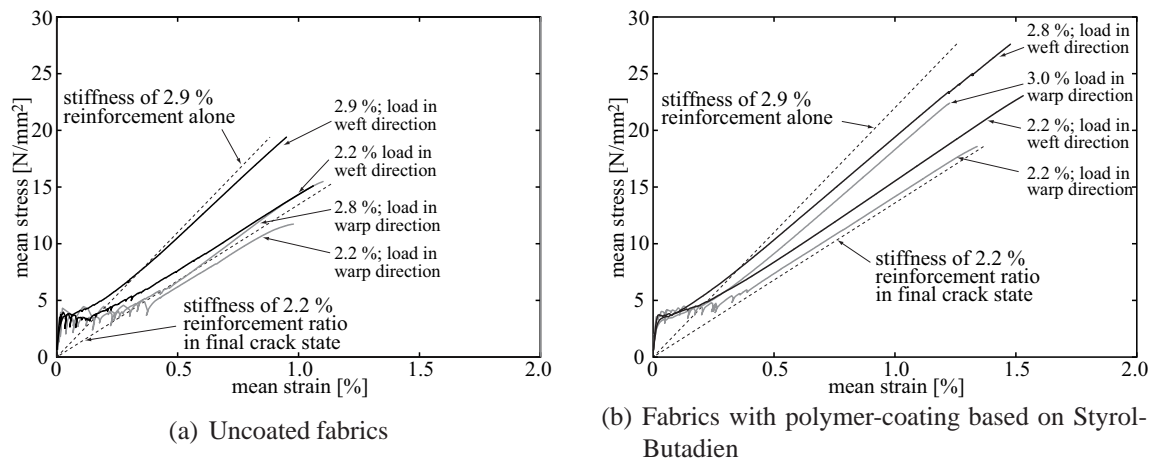 30
25
20
15
10
5
0
0
0.5
1.0
1.5
2.0
mean stress [N/mm²]
mean strain [%]
stiffness of 2.9 %
reinforcement alone
2.9 %; load in
weft direction
2.2 % load in
weft direction
2.8 %; load in
warp direction
2.2 %; load in
warp direction
stiffness of 2.2 %
reinforcement ratio
in final crack state
(a) Uncoated fabrics
30
25
20
15
10
5
0
0
0.5
1.0
1.5
2.0
mean stress [N/mm²]
mean strain [%]
stiffness of 2.9 %
reinforcement alone
2.8 %; load in
weft direction
3.0 % load in
warp direction
2.2 %; load in
weft direction
2.2 %; load in
warp direction
stiffness of 2.2 %
reinforcement ratio
in final crack state
(b) Fabrics with polymer-coating based on Styrol-
Butadien